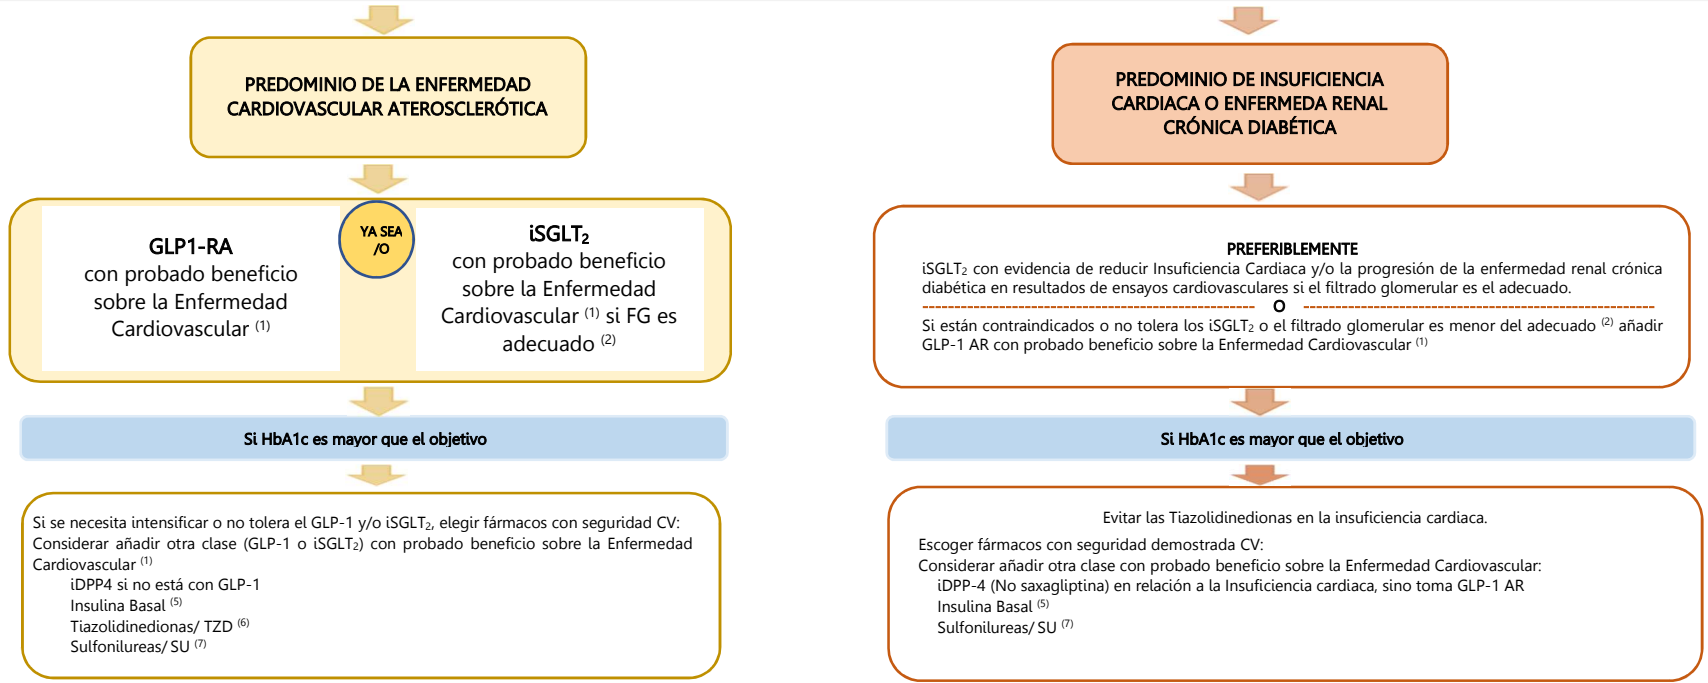 PREDOMINIO DE LA ENFERMEDAD
CARDIOVASCULAR ATEROSCLERÓTICA
GLP1-RA
con probado beneficio
sobre la Enfermedad
Cardiovascular (1)
YA SEA
/O
iSGLT₂
con probado beneficio
sobre la Enfermedad
Cardiovascular (1) si FG es
adecuado (2)
Si HbA1c es mayor que el objetivo
Si se necesita intensificar o no tolera el GLP-1 y/o iSGLT₂, elegir fármacos con seguridad CV:
Considerar añadir otra clase (GLP-1 o iSGLT₂) con probado beneficio sobre la Enfermedad
Cardiovascular (1)
iDPP4 si no está con GLP-1
Insulina Basal (5)
Tiazolidinedionas/ TZD (6)
Sulfonilureas/ SU (7)
PREDOMINIO DE INSUFICIENCIA
CARDIACA O ENFERMEDA RENAL
CRÓNICA DIABÉTICA
PREFERIBLEMENTE
iSGLT₂ con evidencia de reducir Insuficiencia Cardiaca y/o la progresión de la enfermedad renal crónica
diabética en resultados de ensayos cardiovasculares si el filtrado glomerular es el adecuado.
O
Si están contraindicados o no tolera los iSGLT₂ o el filtrado glomerular es menor del adecuado (2) añadir
GLP-1 AR con probado beneficio sobre la Enfermedad Cardiovascular (1)
Si HbA1c es mayor que el objetivo
Evitar las Tiazolidinedionas en la insuficiencia cardiaca.
Escoger fármacos con seguridad demostrada CV:
Considerar añadir otra clase con probado beneficio sobre la Enfermedad Cardiovascular:
iDPP-4 (No saxagliptina) en relación a la Insuficiencia cardiaca, sino toma GLP-1 AR
Insulina Basal (5)
Sulfonilureas/ SU (7)